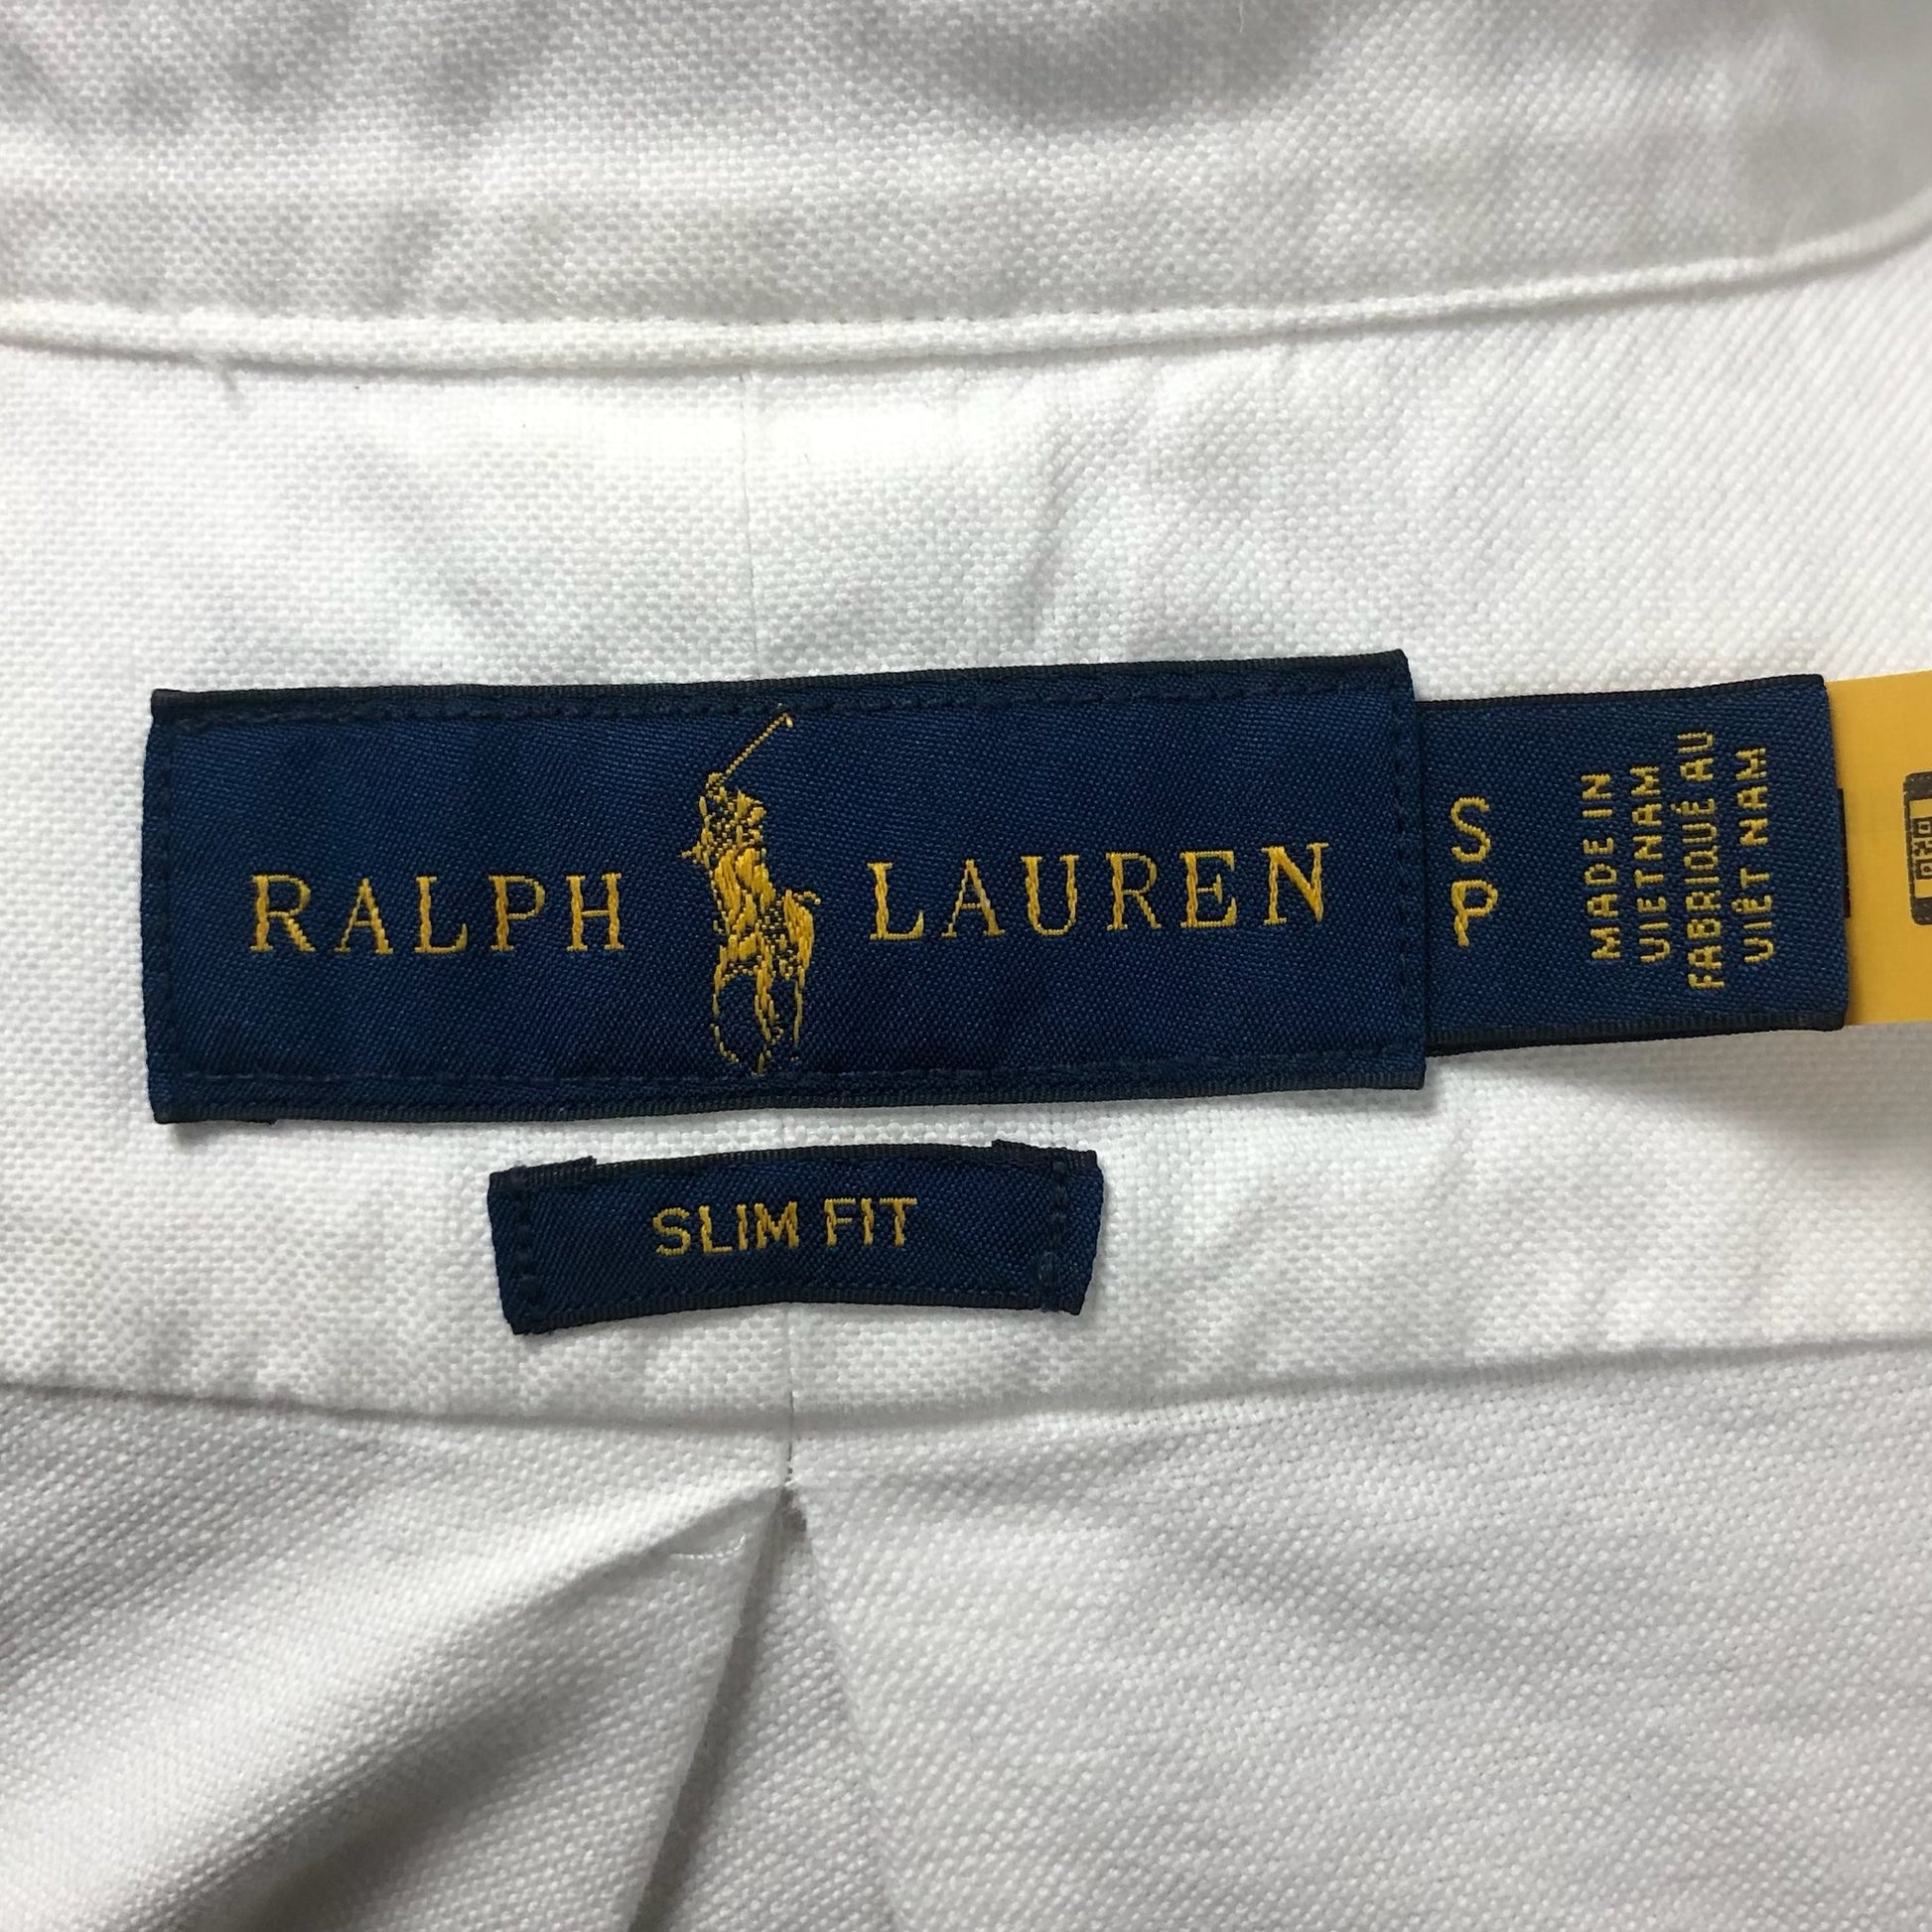 RALPH LAUREN
S
P
MADE IN
VIETNAM
FABRIQUÉ AU
VIÊT NAM
SLIM FIT